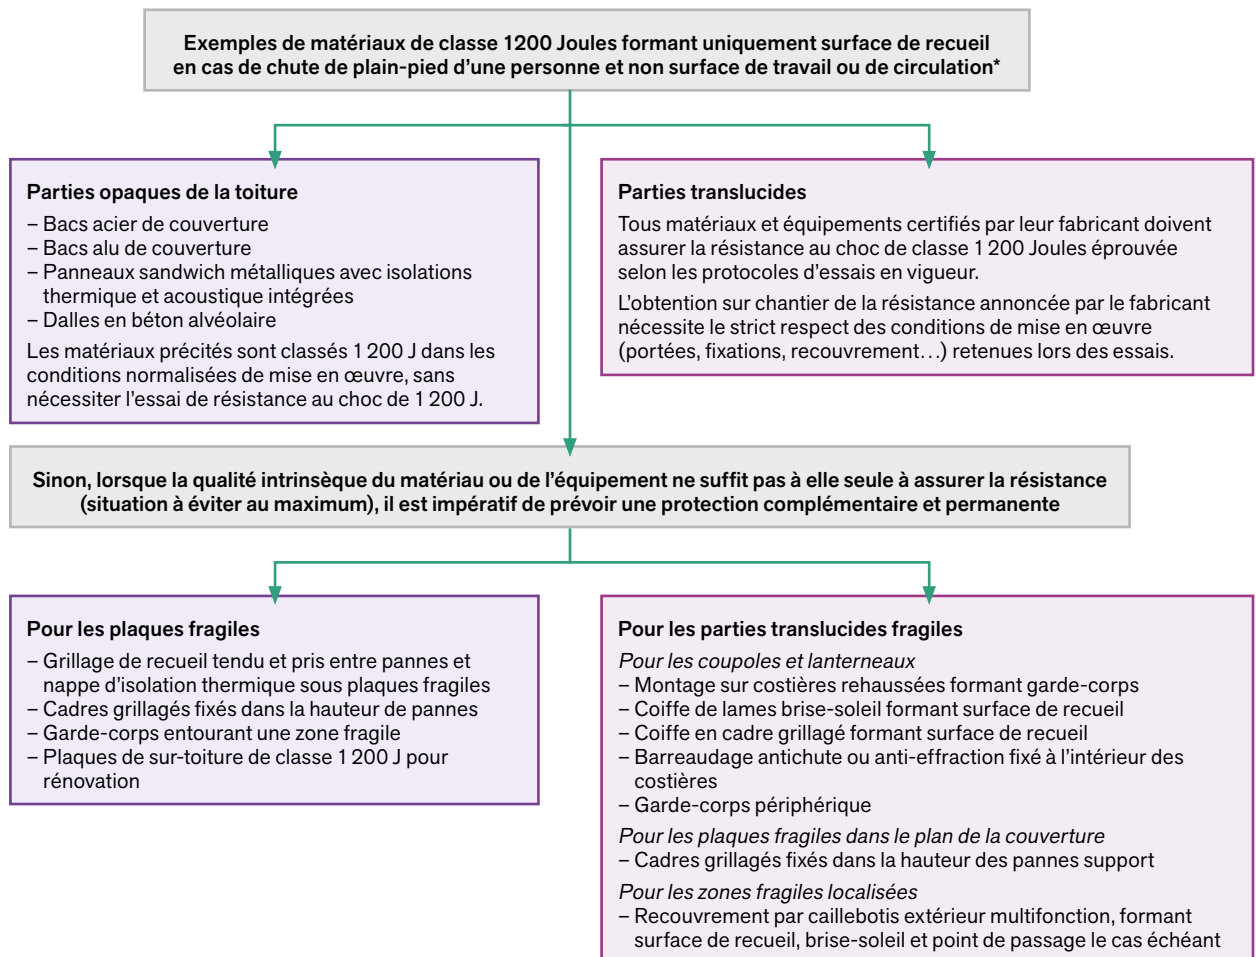 Exemples de matériaux de classe 1200 Joules formant uniquement surface de recueil
en cas de chute de plain-pied d'une personne et non surface de travail ou de circulation*
Parties opaques de la toiture
– Bacs acier de couverture
– Bacs alu de couverture
– Panneaux sandwich métalliques avec isolations
thermique et acoustique intégrées
– Dalles en béton alvéolaire
Les matériaux précités sont classés 1 200 J dans les
conditions normalisées de mise en œuvre, sans
nécessiter l'essai de résistance au choc de 1 200 J.
Parties translucides
Tous matériaux et équipements certifiés par leur fabricant doivent
assurer la résistance au choc de classe 1 200 Joules éprouvée
selon les protocoles d'essais en vigueur.
L'obtention sur chantier de la résistance annoncée par le fabricant
nécessite le strict respect des conditions de mise en œuvre
(portées, fixations, recouvrement…) retenues lors des essais.
Sinon, lorsque la qualité intrinsèque du matériau ou de l'équipement ne suffit pas à elle seule à assurer la résistance
(situation à éviter au maximum), il est impératif de prévoir une protection complémentaire et permanente
Pour les plaques fragiles
– Grillage de recueil tendu et pris entre pannes et
nappe d'isolation thermique sous plaques fragiles
– Cadres grillagés fixés dans la hauteur de pannes
– Garde-corps entourant une zone fragile
– Plaques de sur-toiture de classe 1 200 J pour
rénovation
Pour les parties translucides fragiles
Pour les coupoles et lanterneaux
– Montage sur costières rehaussées formant garde-corps
– Coiffe de lames brise-soleil formant surface de recueil
– Coiffe en cadre grillagé formant surface de recueil
– Barreaudage antichute ou anti-effraction fixé à l'intérieur des
costières
– Garde-corps périphérique
Pour les plaques fragiles dans le plan de la couverture
– Cadres grillagés fixés dans la hauteur des pannes support
Pour les zones fragiles localisées
– Recouvrement par caillebotis extérieur multifonction, formant
surface de recueil, brise-soleil et point de passage le cas échéant